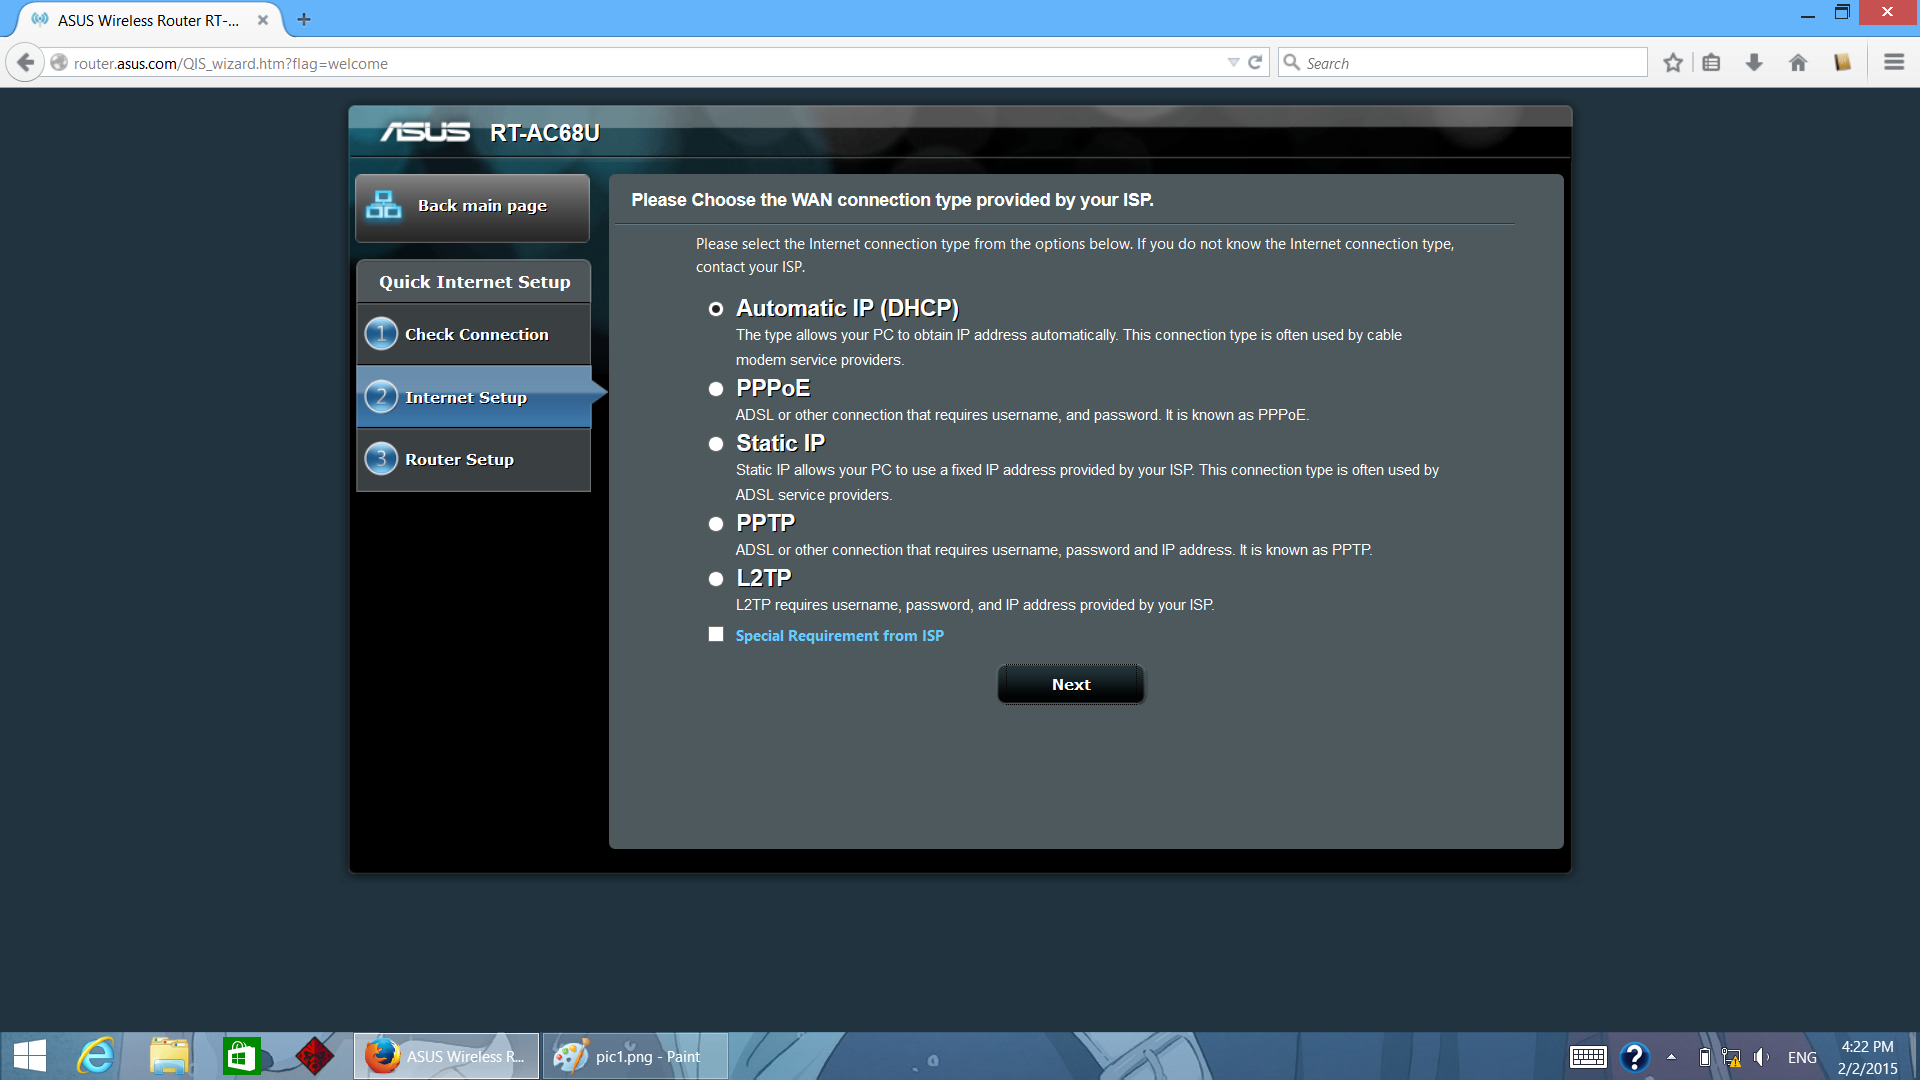 ASUS Wireless Router RT-...
router.asus.com/QIS_wizard.htm?flag=welcome
Search
ASUS RT-AC68U
Back main page
Quick Internet Setup
1 Check Connection
2 Internet Setup
3 Router Setup
Please Choose the WAN connection type provided by your ISP.
Please select the Internet connection type from the options below. If you do not know the Internet connection type,
contact your ISP.
Automatic IP (DHCP)
The type allows your PC to obtain IP address automatically. This connection type is often used by cable
modem service providers.
PPPoE
ADSL or other connection that requires username, and password. It is known as PPPoE.
Static IP
Static IP allows your PC to use a fixed IP address provided by your ISP. This connection type is often used by
ADSL service providers.
PPTP
ADSL or other connection that requires username, password and IP address. It is known as PPTP.
L2TP
L2TP requires username, password, and IP address provided by your ISP.
Special Requirement from ISP
Next
ASUS Wireless R...
pic1.png - Paint
ENG
4:22 PM
2/2/2015